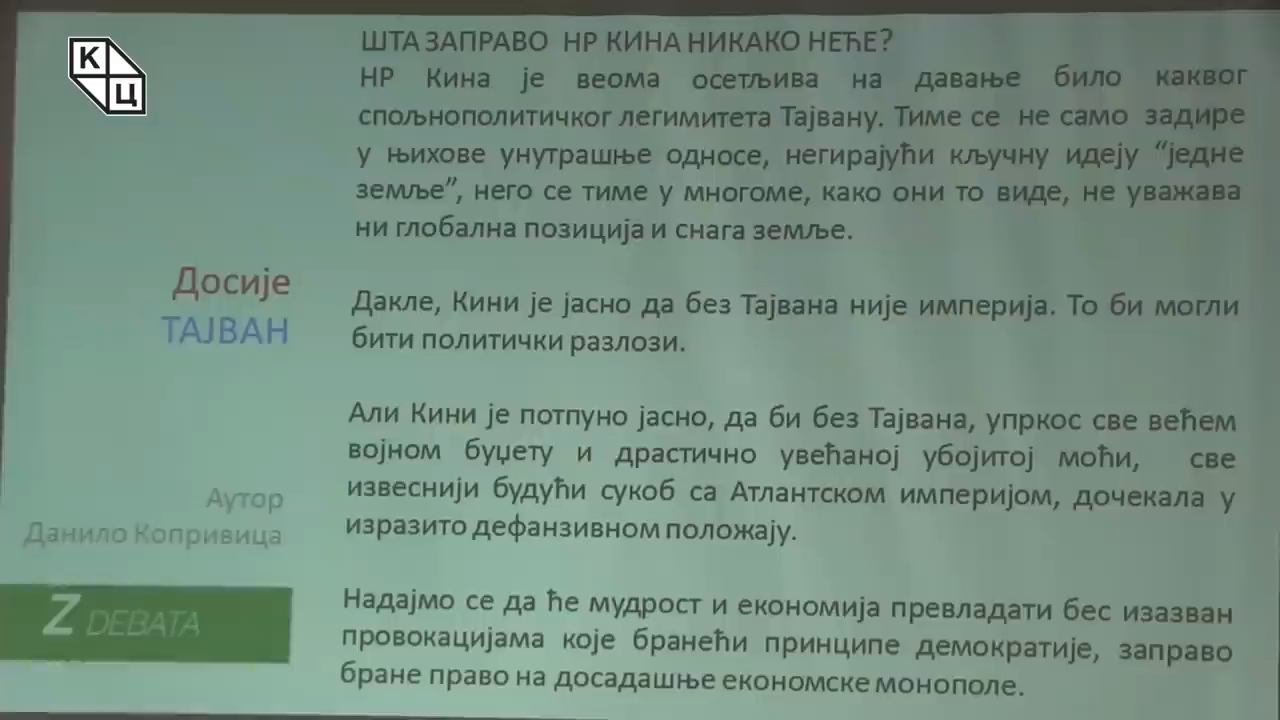 КЦ
ШТА ЗАПРАВО НР КИНА НИКАКО НЕЋЕ?
НР Кина је веома осетљива на давање било каквог
спољнополитичког легимитета Тајвану. Тиме се не само задире
у њихове унутрашње односе, негирајући кључну идеју “једне
земље”, него се тиме у многоме, како они то виде, не уважава
ни глобална позиција и снага земље.
Досије
ТАЈВАН
Дакле, Кини је јасно да без Тајвана није империја. То би могли
бити политички разлози.
Али Кини је потпуно јасно, да би без Тајвана, упркос све већем
војном буџету и драстично увећаној убојитој моћи, све
извеснији будући сукоб са Атлантском империјом, дочекала у
изразито дефанзивном положају.
Аутор
Данило Копривица
Z DEBATA
Надајмо се да ће мудрост и економија превладати бес изазван
провокацијама које бранећи принципе демократије, заправо
бране право на досадашње економске монополе.